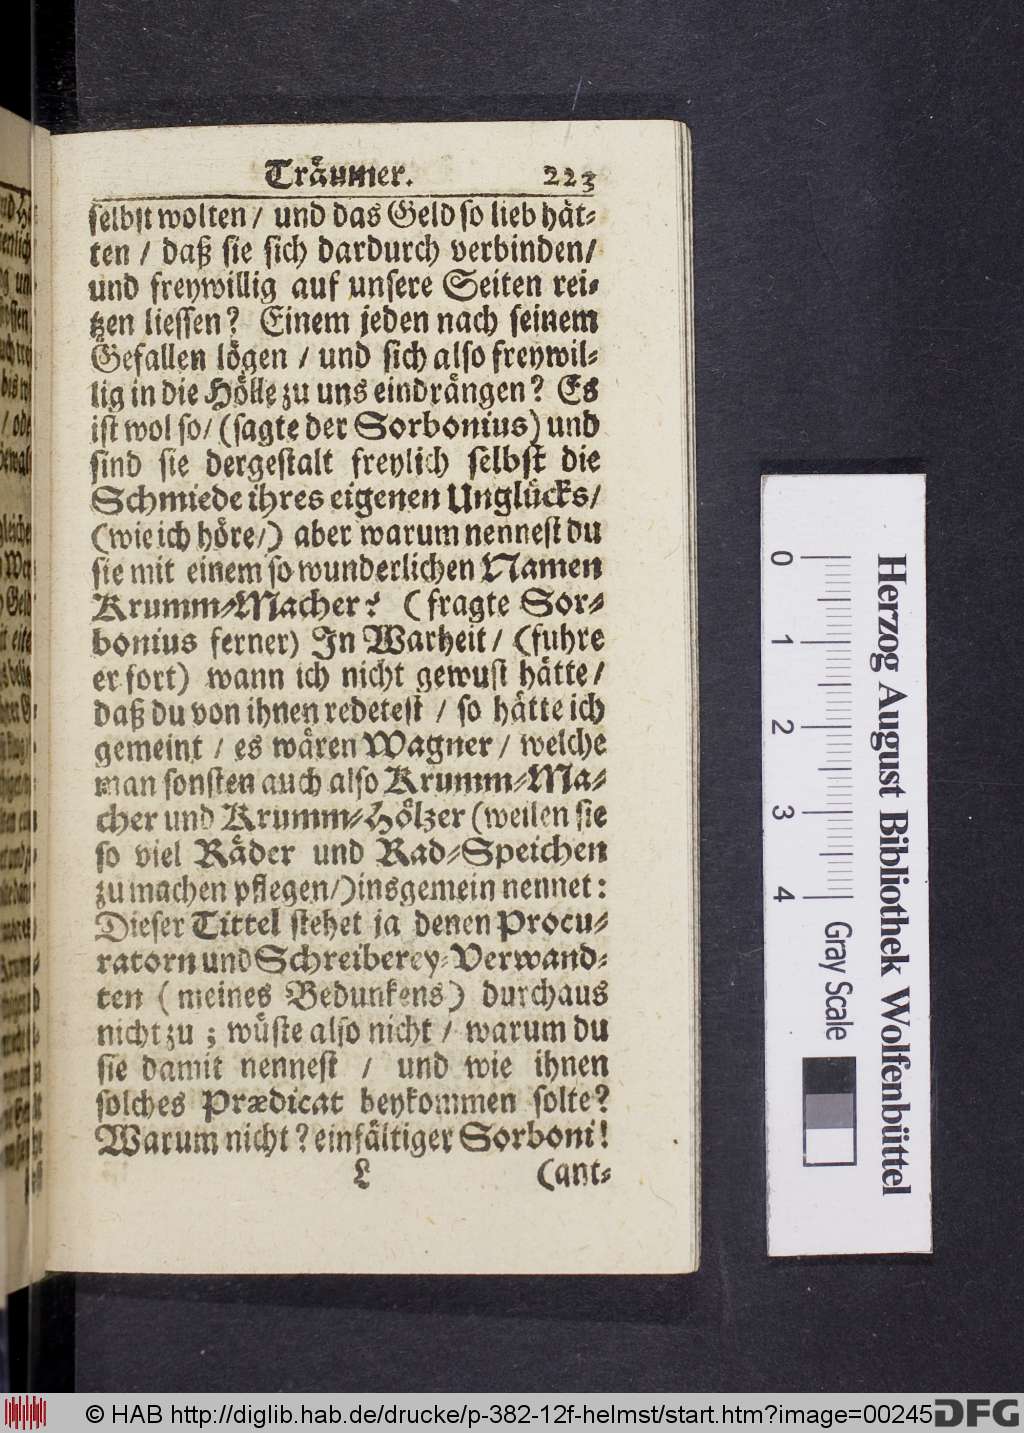 Träumer. 223
selbst wolten / und das Geld so lieb hät-
ten / daß sie sich dardurch verbinden /
und freywillig auf unsere Seiten rei-
tzen liessen? Einem jeden nach seinem
Gefallen lögen / und sich also freywil-
lig in die Hölle zu uns eindrängen? Es
ist wol so / (sagte der Sorbonius) und
sind sie dergestalt freylich selbst die
Schmiede ihres eigenen Unglücks /
(wie ich höre /) aber warum nennest du
sie mit einem so wunderlichen Namen
Krumm-Macher? (fragte Sor-
bonius ferner) In Warheit / (fuhre
er fort) wann ich nicht gewust hätte /
daß du von ihnen redetest / so hätte ich
gemeint / es wären Wagner / welche
man sonsten auch also Krumm-Ma-
cher und Krumm-Hölzer (weilen sie
so viel Räder und Rad-Speichen
zu machen pflegen /) insgemein nennet:
Dieser Tittel stehet ja denen Procu-
ratorn und Schreiberey-Verwand-
ten (meines Bedunkens) durchaus
nicht zu ; wüste also nicht / warum du
sie damit nennest / und wie ihnen
solches Prædicat beykommen solte?
Warum nicht? einfältiger Sorboni!
L (ant-
0 1 2 3 4
Gray Scale
Herzog August Bibliothek Wolfenbüttel
© HAB http://diglib.hab.de/drucke/p-382-12f-helmst/start.htm?image=00245
DFG